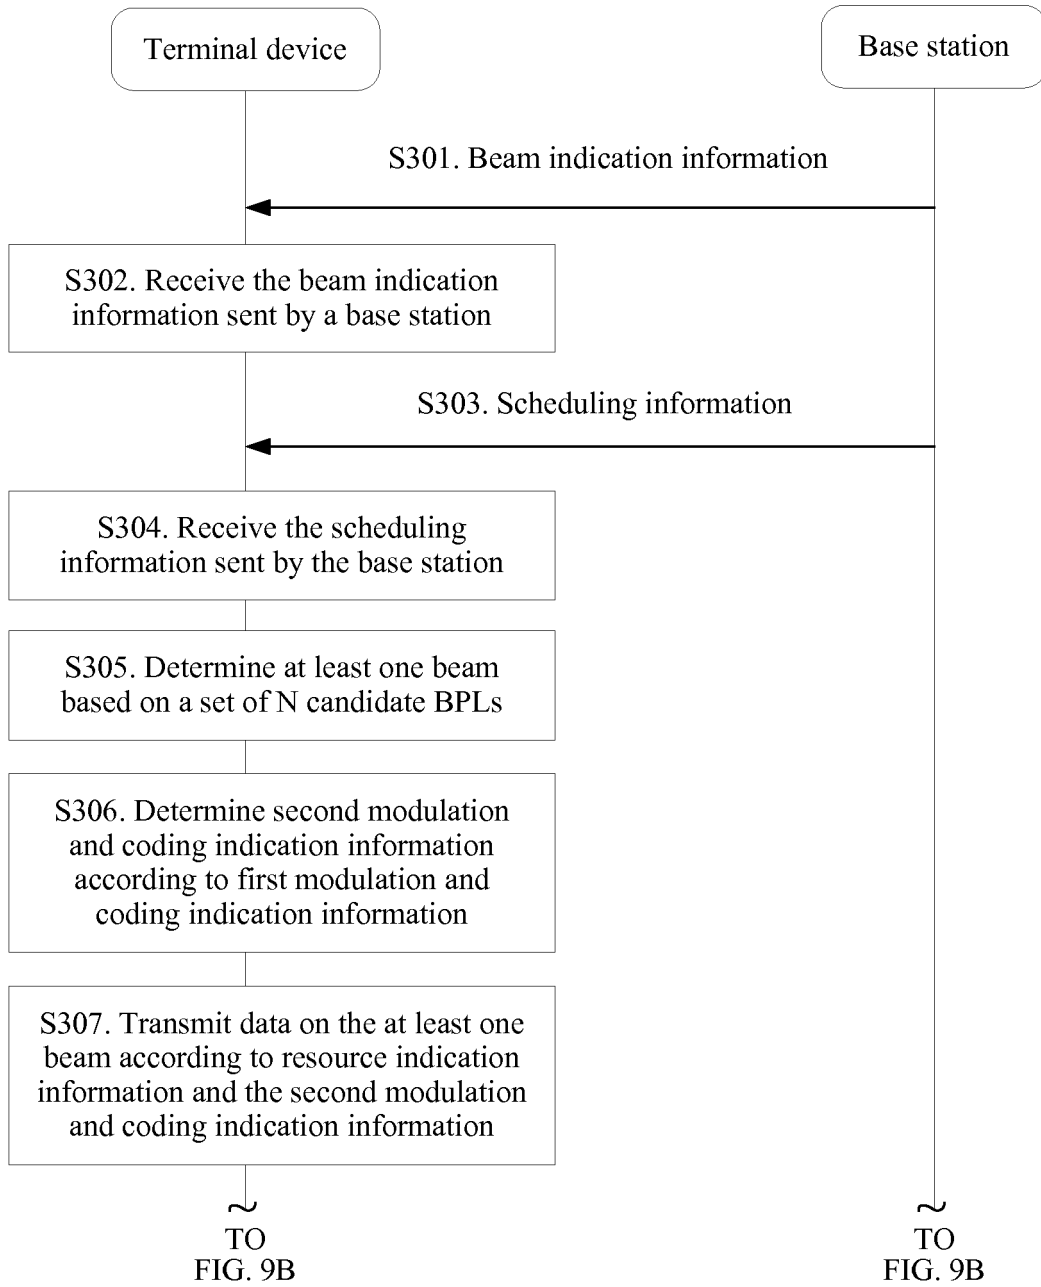 Terminal device
Base station
S301. Beam indication information
S302. Receive the beam indication
information sent by a base station
S303. Scheduling information
S304. Receive the scheduling
information sent by the base station
S305. Determine at least one beam
based on a set of N candidate BPLs
S306. Determine second modulation
and coding indication information
according to first modulation and
coding indication information
S307. Transmit data on the at least one
beam according to resource indication
information and the second modulation
and coding indication information
TO
FIG. 9B
TO
FIG. 9B